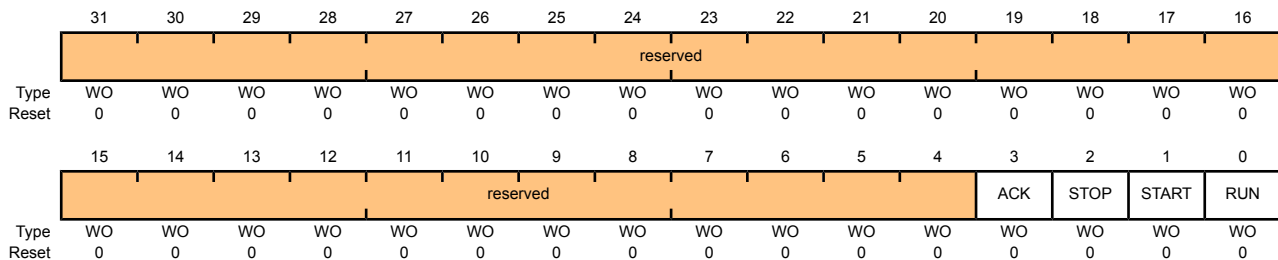 31 30 29 28 27 26 25 24 23 22 21 20 19 18 17 16
reserved
Type WO WO WO WO WO WO WO WO WO WO WO WO WO WO WO WO
Reset 0 0 0 0 0 0 0 0 0 0 0 0 0 0 0 0
15 14 13 12 11 10 9 8 7 6 5 4 3 2 1 0
reserved ACK STOP START RUN
Type WO WO WO WO WO WO WO WO WO WO WO WO WO WO WO WO
Reset 0 0 0 0 0 0 0 0 0 0 0 0 0 0 0 0